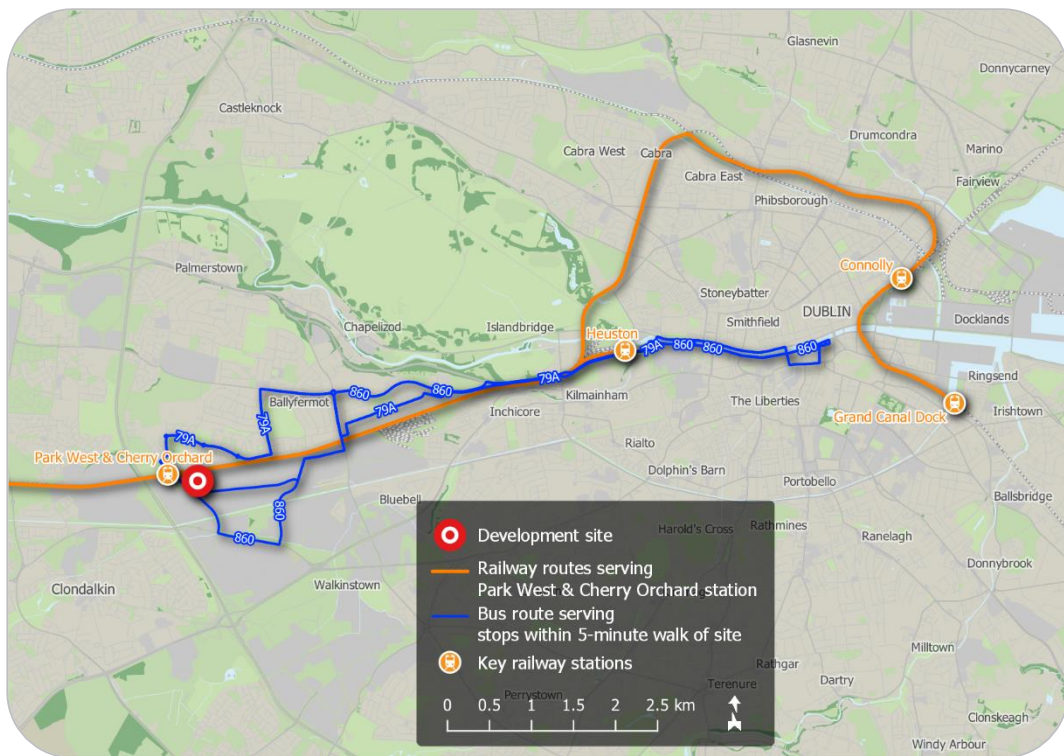 Glasnevin
Donnycarney
Castleknock
Drumcondra
Marino
Cabra West
Cabra
Fairview
Cabra East
Phibsborough
Palmerstown
Connolly
Stoneybatter
Chapelizod
Islandbridge
Smithfield
DUBLIN
Docklands
Heuston
79A
860
860
860
Ringsend
79A
860
860
Ballyfermot
Kilmainham
79A
Inchicore
The Liberties
Irishtown
Grand Canal Dock
79A
79A
Rialto
Park West & Cherry Orchard
Dolphin's Barn
Portobello
Ballsbridge
Bluebell
860
Harold's Cross
Rathmines
Ranelagh
860
Donnybrook
Clondalkin
Walkinstown
Development site
Railway routes serving
Park West & Cherry Orchard station
Bus route serving
stops within 5-minute walk of site
Key railway stations
Milltown
Rathgar
Dartry
Terenure
Perrystown
0 0.5 1.0 1.5 2.0 2.5 km
Clonskeagh
Windy Arbour